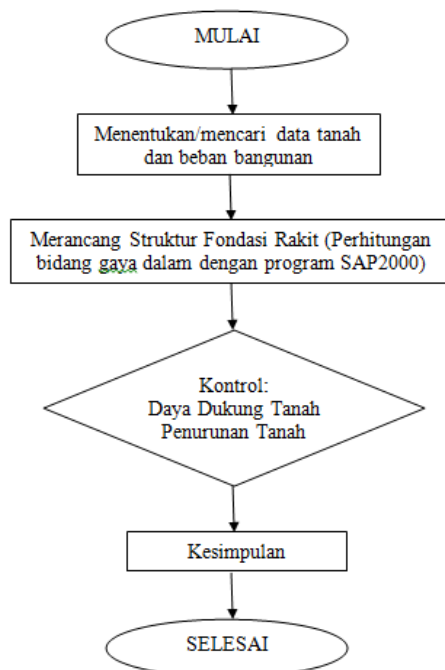 MULAI
Menentukan/mencari data tanah
dan beban bangunan
Merancang Struktur Fondasi Rakit (Perhitungan
bidang gaya dalam dengan program SAP2000)
Kontrol:
Daya Dukung Tanah
Penurunan Tanah
Kesimpulan
SELESAI